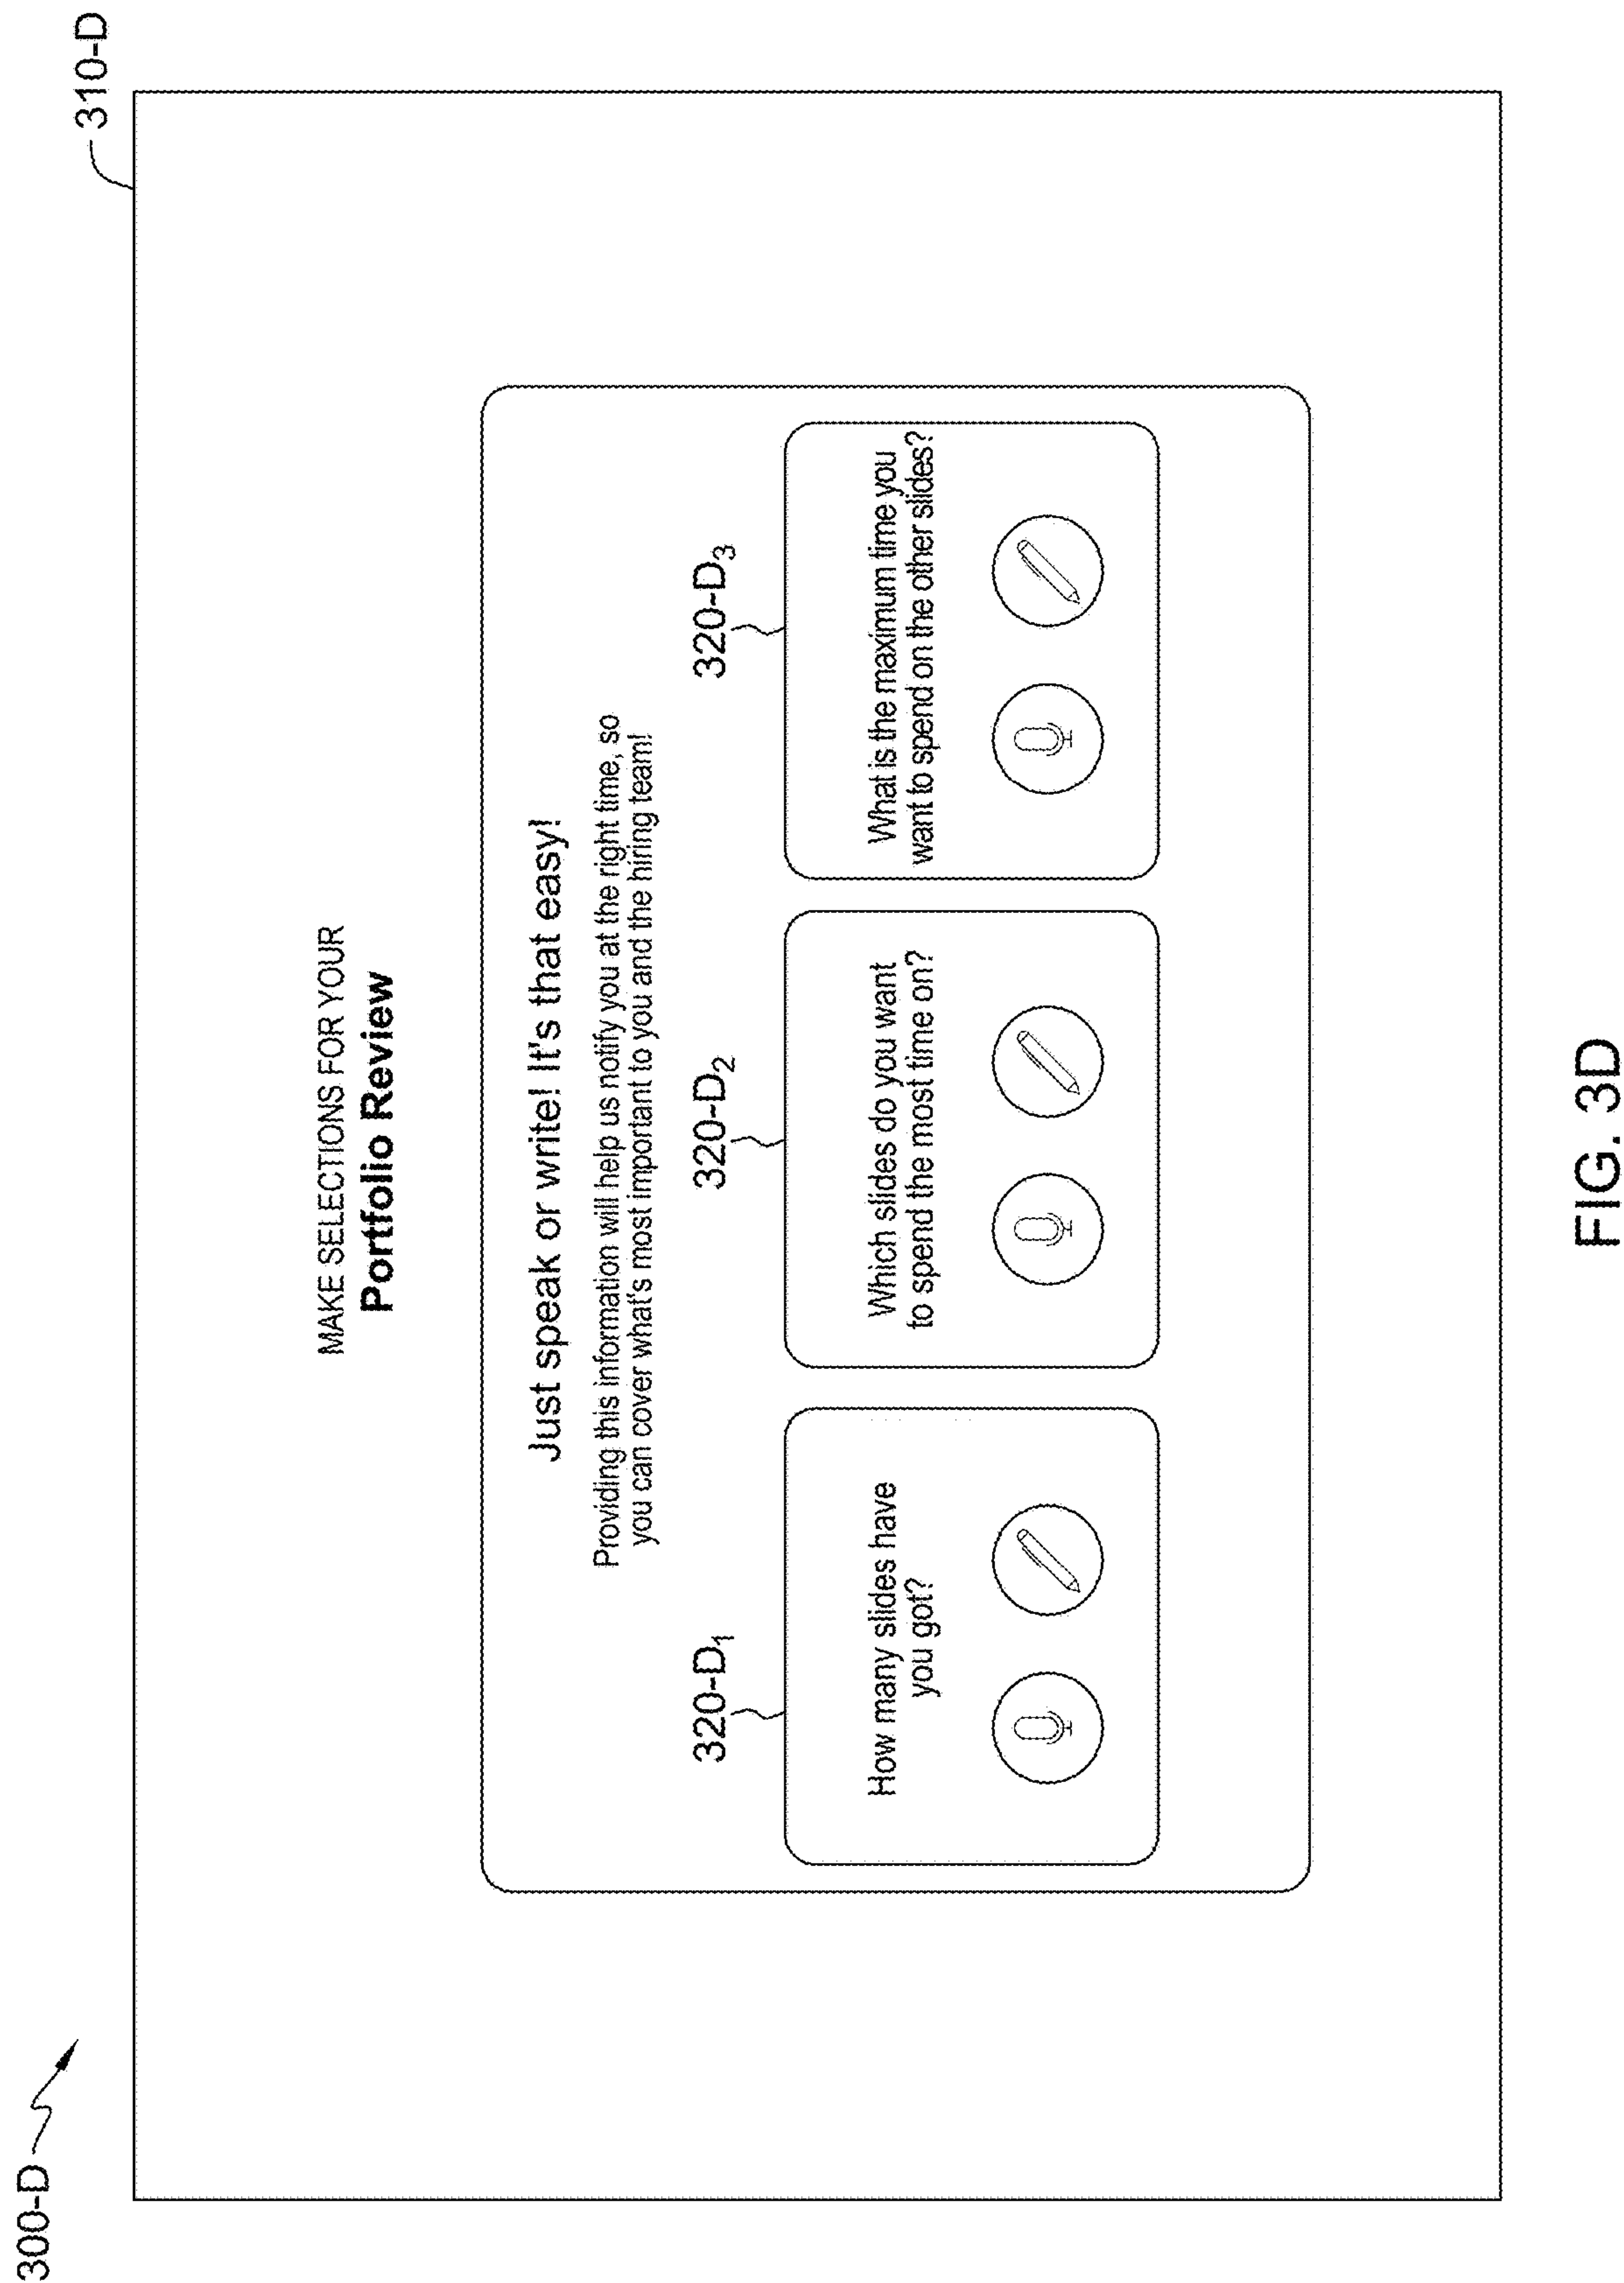 300-D
310-D
MAKE SELECTIONS FOR YOUR
Portfolio Review
Just speak or write! It's that easy!
Providing this information will help us notify you at the right time, so
you can cover what's most important to you and the hiring team!
320-D1
320-D2
320-D3
How many slides have
you got?
Which slides do you want
to spend the most time on?
What is the maximum time you
want to spend on the other slides?
FIG. 3D